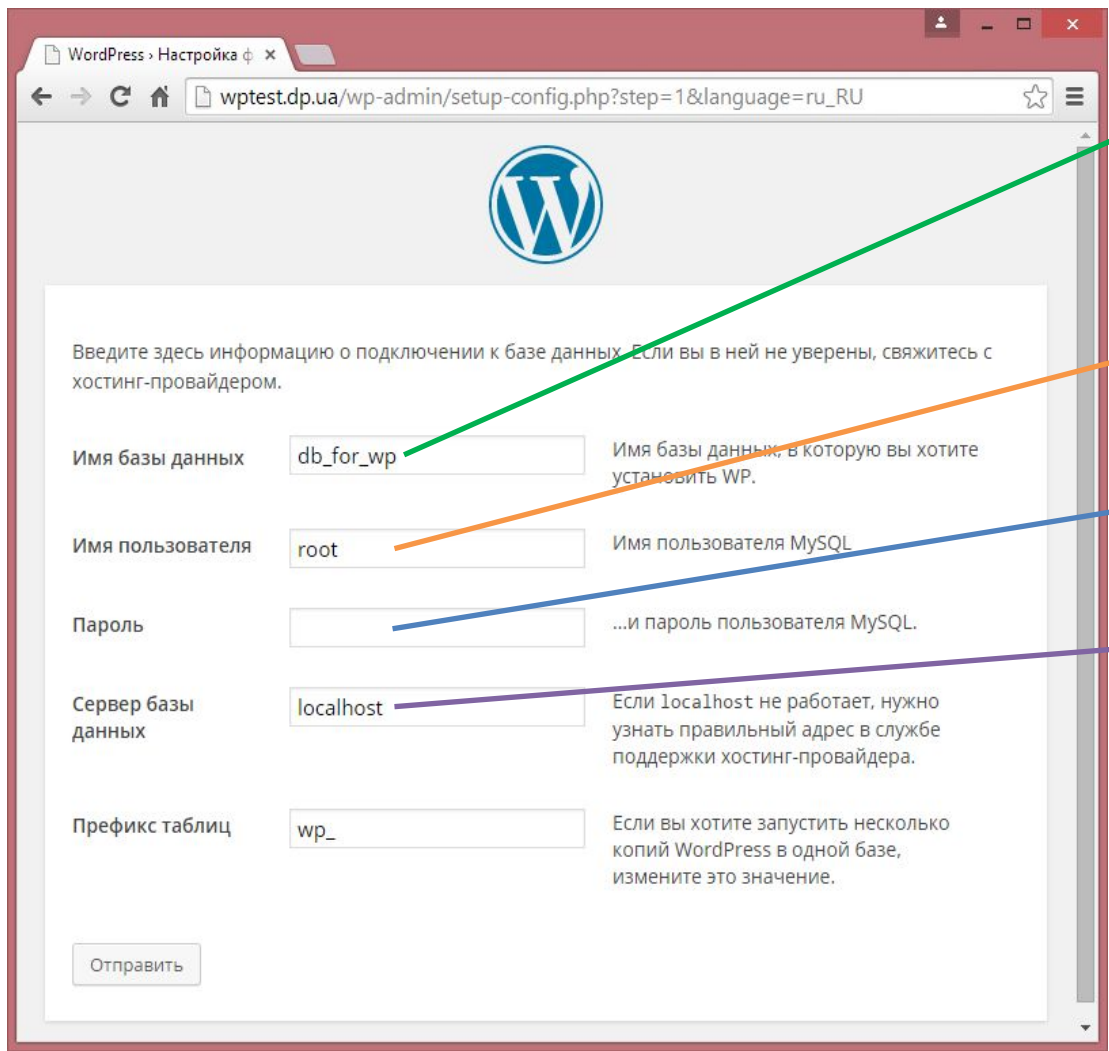 WordPress › Настройка ф
wptest.dp.ua/wp-admin/setup-config.php?step=1&language=ru_RU
Введите здесь информацию о подключении к базе данных. Если вы в ней не уверены, свяжитесь с
хостинг-провайдером.
Имя базы данных
db_for_wp
Имя базы данных, в которую вы хотите
установить WP.
Имя пользователя
root
Имя пользователя MySQL
Пароль
...и пароль пользователя MySQL.
Сервер базы
данных
localhost
Если localhost не работает, нужно
узнать правильный адрес в службе
поддержки хостинг-провайдера.
Префикс таблиц
wp_
Если вы хотите запустить несколько
копий WordPress в одной базе,
измените это значение.
Отправить